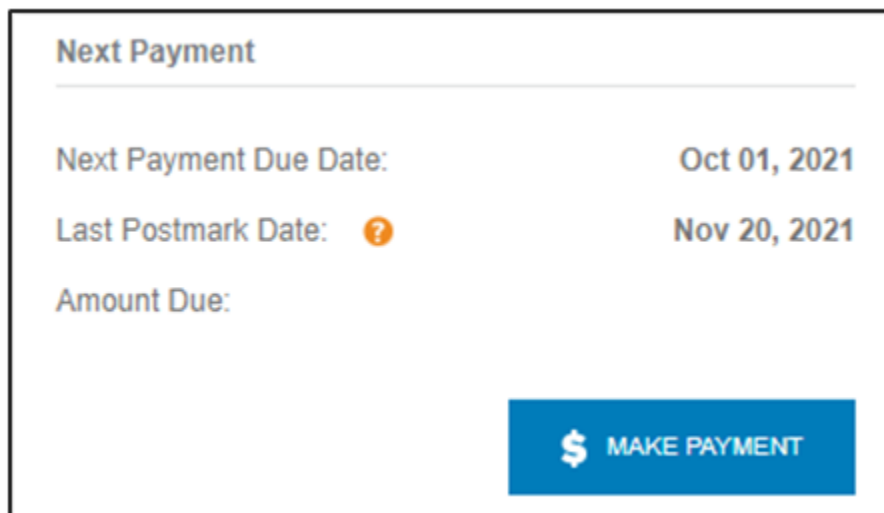 Next Payment
Next Payment Due Date: Oct 01, 2021
Last Postmark Date: ? Nov 20, 2021
Amount Due:
$ MAKE PAYMENT